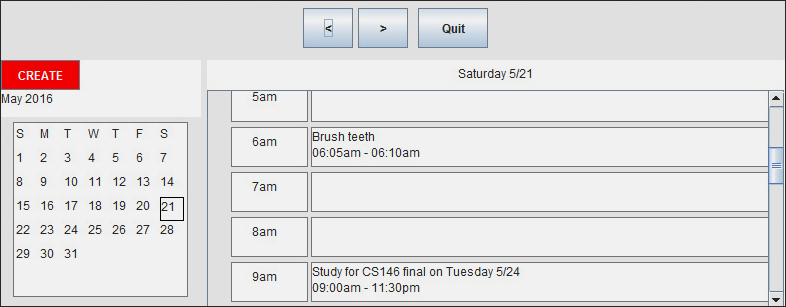 < > Quit
CREATE
May 2016
S M T W T F S
1 2 3 4 5 6 7
8 9 10 11 12 13 14
15 16 17 18 19 20 21
22 23 24 25 26 27 28
29 30 31
Saturday 5/21
5am
6am
Brush teeth
06:05am - 06:10am
7am
8am
9am
Study for CS146 final on Tuesday 5/24
09:00am - 11:30pm